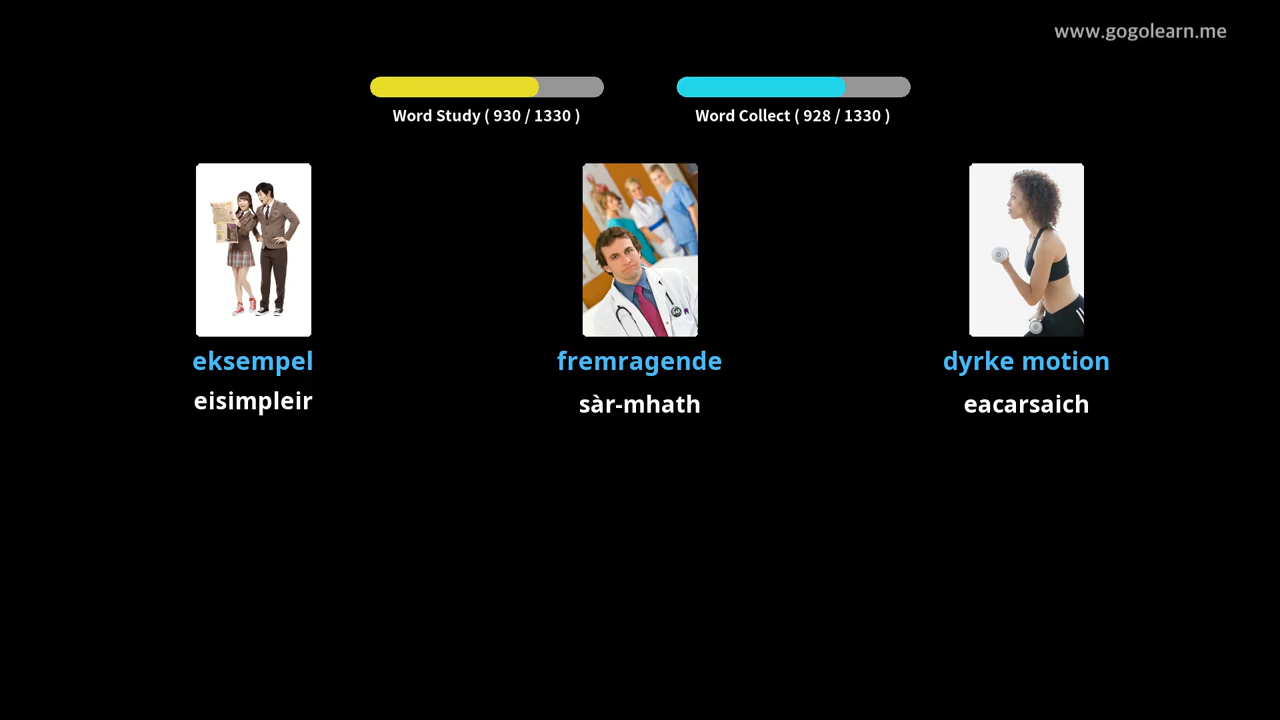 www.gogolearn.me
Word Study ( 930 / 1330 )
Word Collect ( 928 / 1330 )
eksempel
eisimpleir
fremragende
sàr-mhath
dyrke motion
eacarsaich